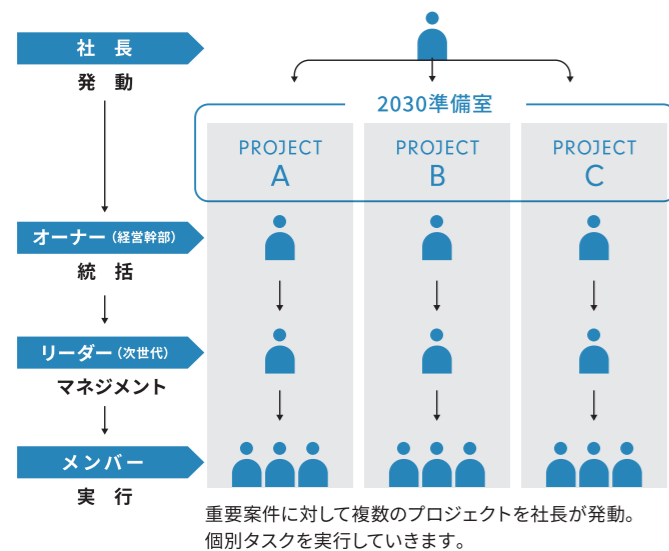 社 長
発 動
2030準備室
PROJECT
A
PROJECT
B
PROJECT
C
オーナー（経営幹部）
統 括
リーダー（次世代）
マネジメント
メンバー
実 行
重要案件に対して複数のプロジェクトを社長が発動。
個別タスクを実行していきます。